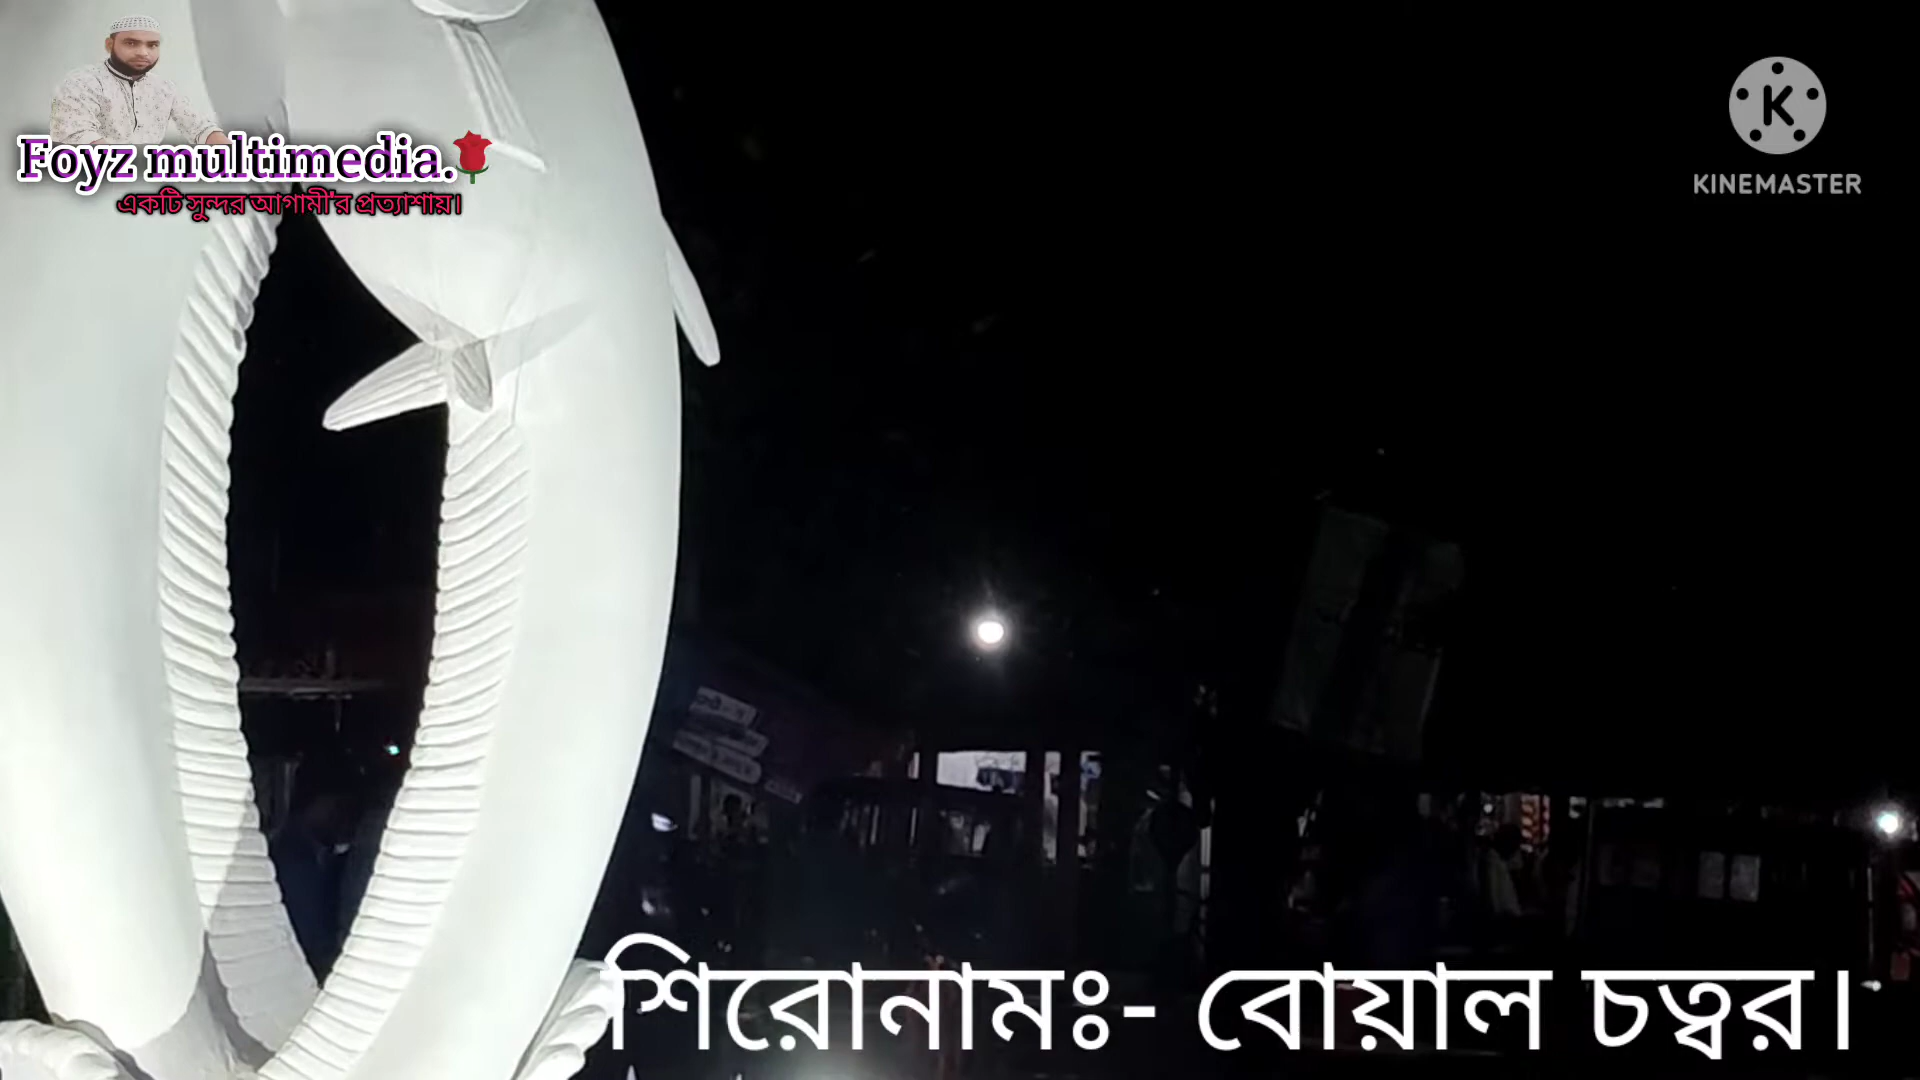 Foyz multimedia.🌹
একটি সুন্দর আগামী'র প্রত্যাশায়।
K
KINEMASTER
শিরোনামঃ- বোয়াল চত্বর।